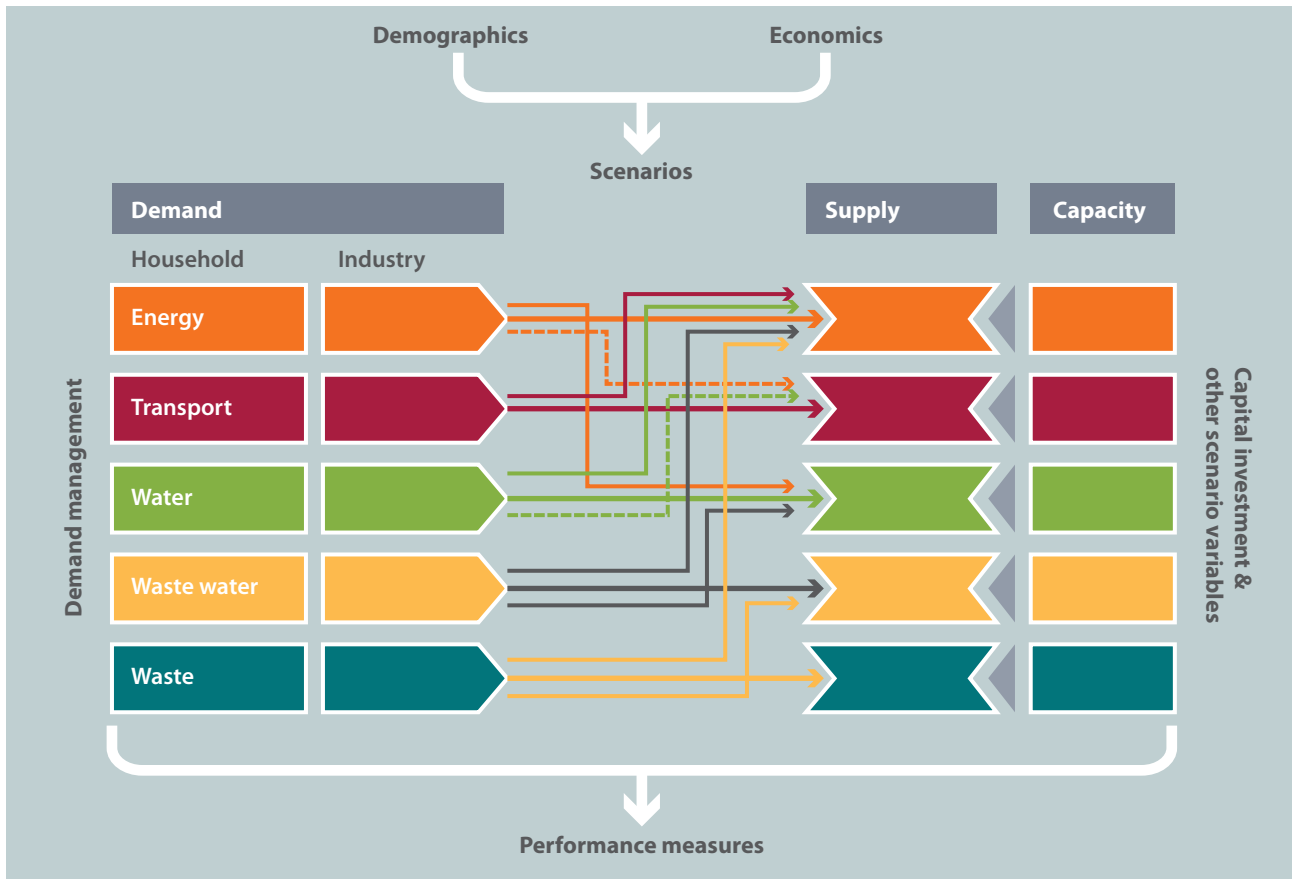 Demographics
Economics
Scenarios
Demand
Supply
Capacity
Household
Industry
Energy
Transport
Water
Waste water
Waste
Demand management
Capital investment &
other scenario variables
Performance measures